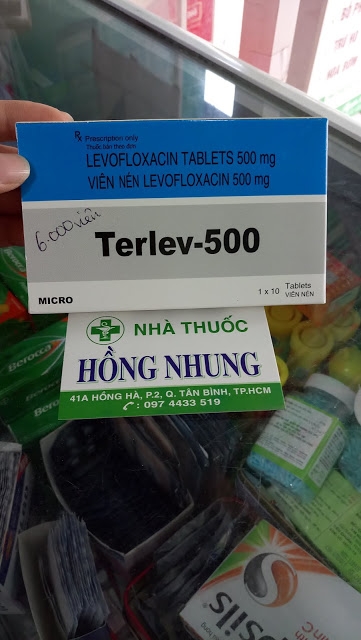 Rx Prescription only
Thuốc bán theo đơn
LEVOFLOXACIN TABLETS 500 mg
VIÊN NÉN LEVOFLOXACIN 500 mg
6.000 viên
Terlev-500
MICRO
1 x 10 Tablets
VIÊN NÉN
NHÀ THUỐC
HỒNG NHUNG
41A HỒNG HÀ, P.2, Q. TÂN BÌNH, TP.HCM
: 097 4433 519
Berocca
Berocca